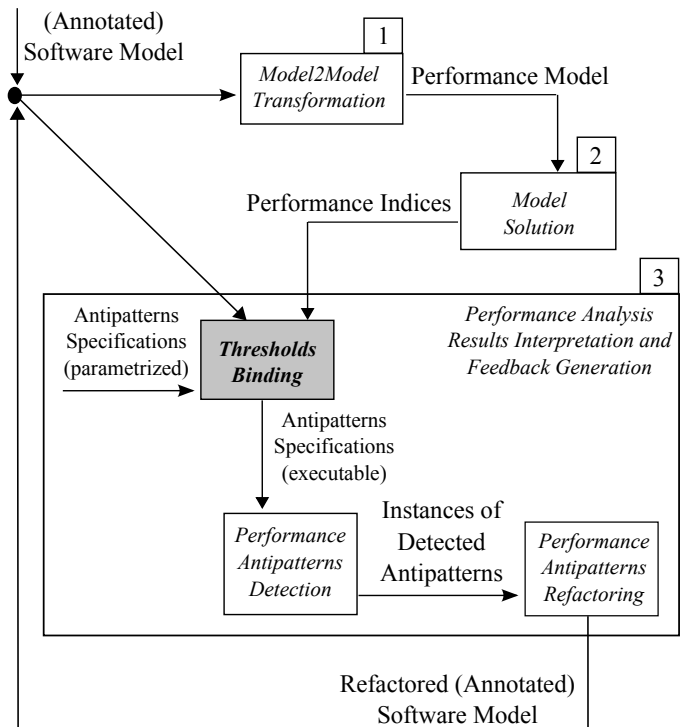 (Annotated)
Software Model
1
Model2Model
Transformation
Performance Model
2
Model
Solution
Performance Indices
3
Performance Analysis
Results Interpretation and
Feedback Generation
Antipatterns
Specifications
(parametrized)
Thresholds
Binding
Antipatterns
Specifications
(executable)
Performance
Antipatterns
Detection
Instances of
Detected
Antipatterns
Performance
Antipatterns
Refactoring
Refactored (Annotated)
Software Model